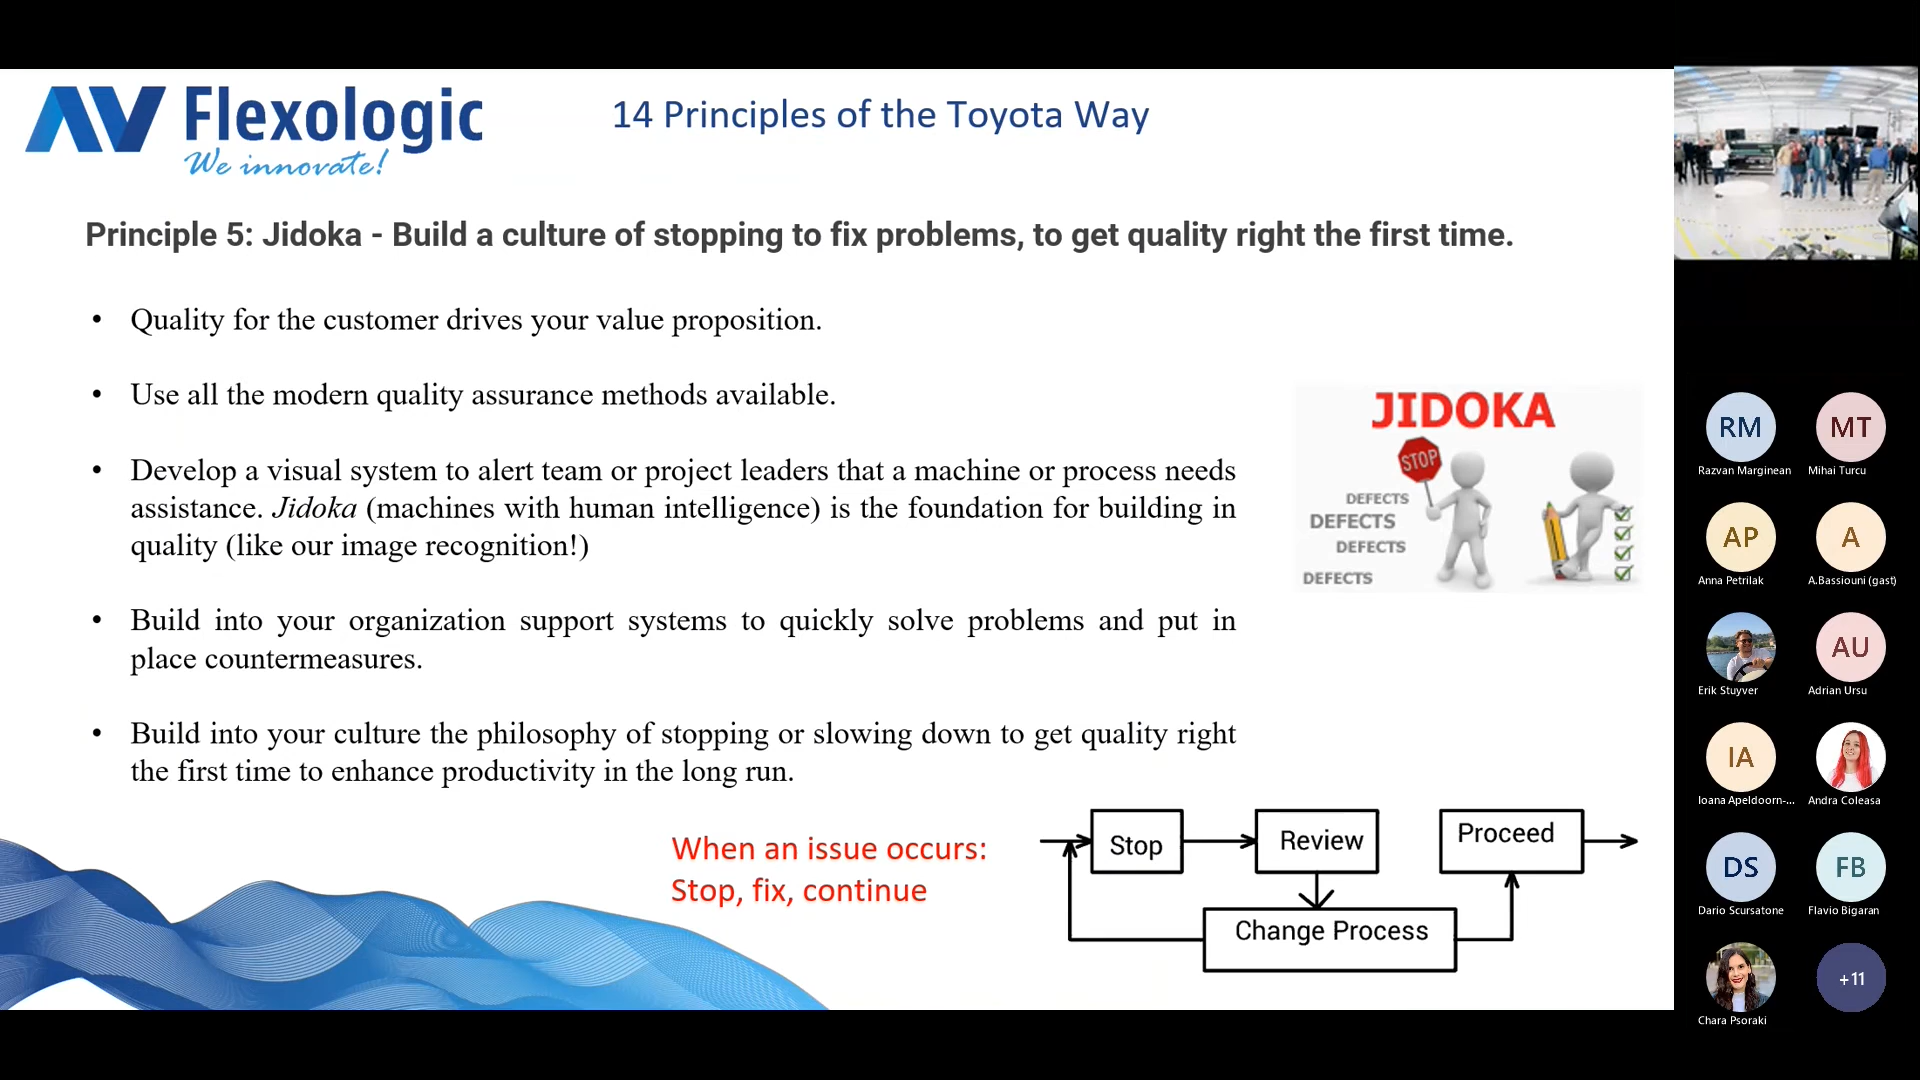 AV Flexologic
We innovate!
14 Principles of the Toyota Way
Principle 5: Jidoka - Build a culture of stopping to fix problems, to get quality right the first time.
• Quality for the customer drives your value proposition.
• Use all the modern quality assurance methods available.
• Develop a visual system to alert team or project leaders that a machine or process needs
assistance. Jidoka (machines with human intelligence) is the foundation for building in
quality (like our image recognition!)
• Build into your organization support systems to quickly solve problems and put in
place countermeasures.
• Build into your culture the philosophy of stopping or slowing down to get quality right
the first time to enhance productivity in the long run.
JIDOKA
STOP
DEFECTS
DEFECTS
DEFECTS
DEFECTS
When an issue occurs:
Stop, fix, continue
Stop
Review
Proceed
Change Process
RM
Razvan Marginean
MT
Mihai Turcu
AP
Anna Petrilak
A
A.Bassiouni (gast)
Erik Stuyver
AU
Adrian Ursu
IA
Ioana Apeldoorn-...
Andra Coleasa
DS
Dario Scursatone
FB
Flavio Bigaran
Chara Psoraki
+11